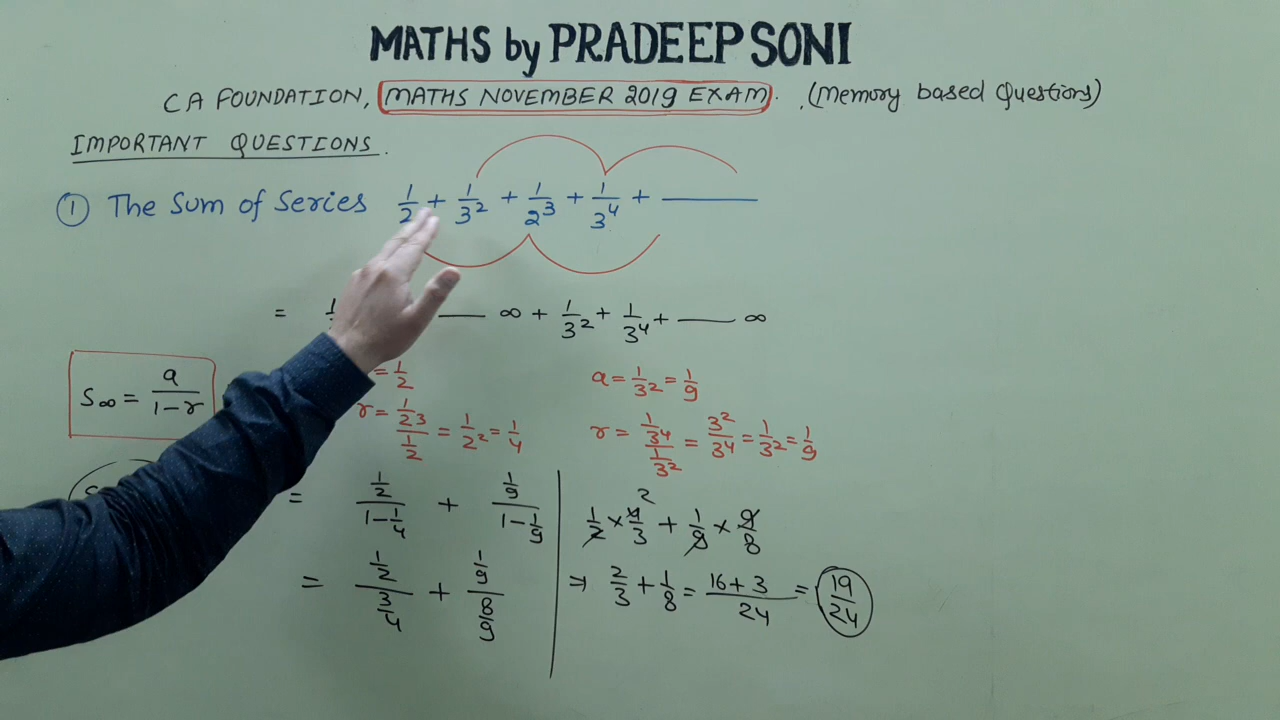 MATHS by PRADEEP SONI
CA FOUNDATION, MATHS NOVEMBER 2019 EXAM. (Memory based Questions)
IMPORTANT QUESTIONS.
① The Sum of Series 1/2 + 1/3² + 1/2³ + 1/3⁴ + ———
= — ∞ + 1/3² + 1/3⁴ + — ∞
S∞ = a/(1-r)
= 1/2
a = 1/3² = 1/9
r = (1/2³)/(1/2) = 1/2² = 1/4
r = (1/3⁴)/(1/3²) = 3²/3⁴ = 1/3² = 1/9
= (1/2)/(1-1/4) + (1/9)/(1-1/9)
= (1/2)/(3/4) + (1/9)/(8/9)
1/2 × 4/3 2 + 1/9 × 9/8
⇒ 2/3 + 1/8 = (16+3)/24 = 19/24